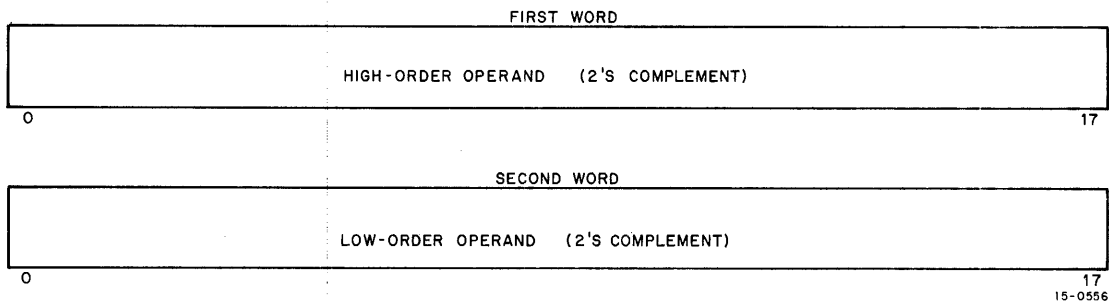 FIRST WORD
HIGH-ORDER OPERAND (2'S COMPLEMENT)
0 17
SECOND WORD
LOW-ORDER OPERAND (2'S COMPLEMENT)
0 17
15-0556